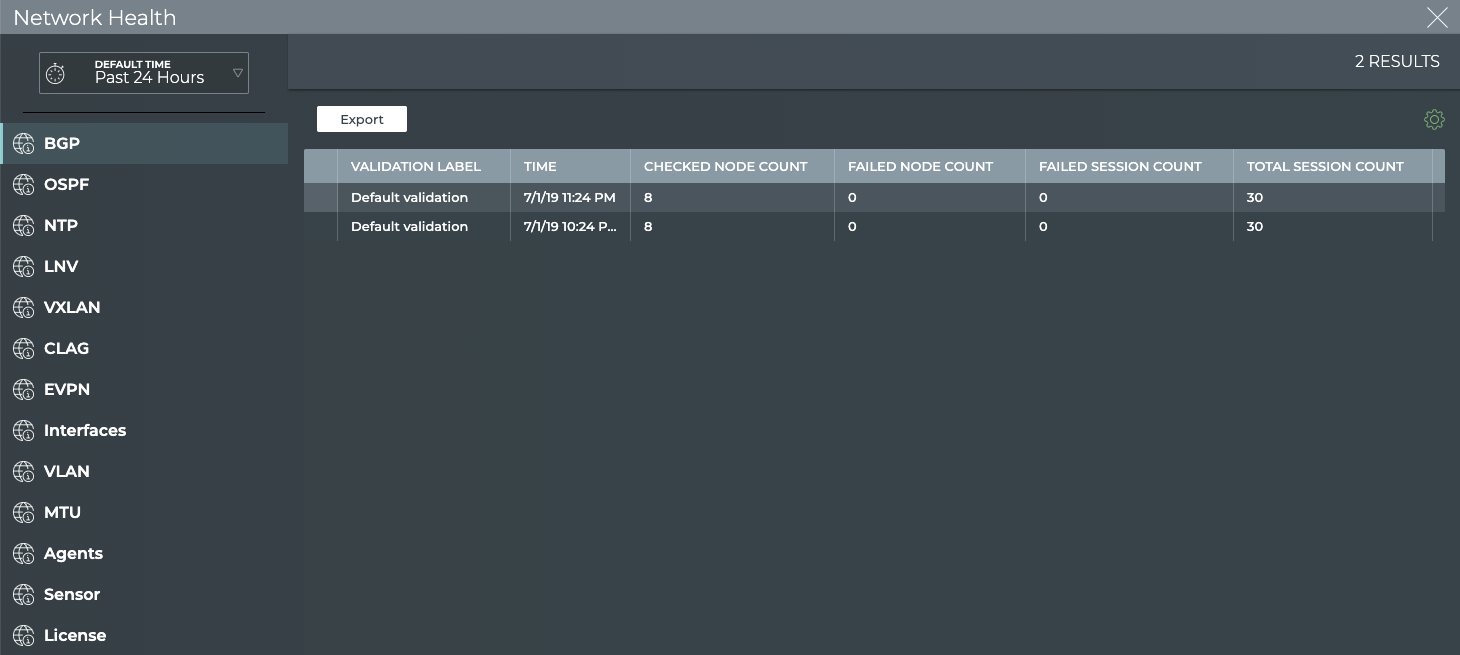 Network Health
DEFAULT TIME
Past 24 Hours
2 RESULTS
Export
BGP
OSPF
NTP
LNV
VXLAN
CLAG
EVPN
Interfaces
VLAN
MTU
Agents
Sensor
License
VALIDATION LABEL TIME CHECKED NODE COUNT FAILED NODE COUNT FAILED SESSION COUNT TOTAL SESSION COUNT
Default validation 7/1/19 11:24 PM 8 0 0 30
Default validation 7/1/19 10:24 P... 8 0 0 30